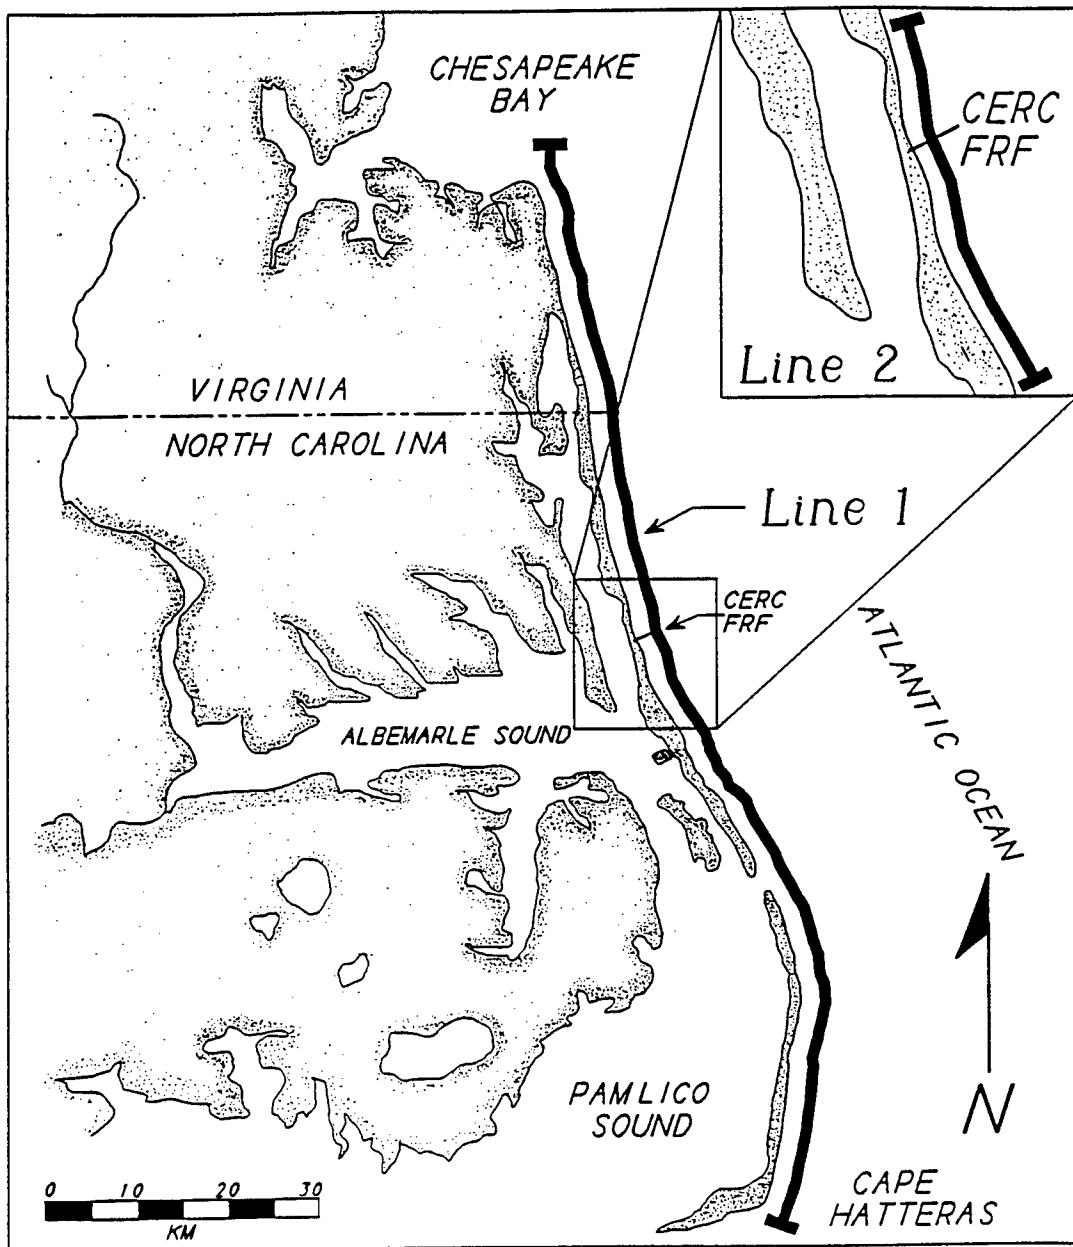 CHESAPEAKE
BAY
CERC
FRF
Line 2
VIRGINIA
NORTH CAROLINA
Line 1
CERC
FRF
ATLANTIC OCEAN
ALBEMARLE SOUND
PAMLICO
SOUND
N
CAPE
HATTERAS
0 10 20 30
KM